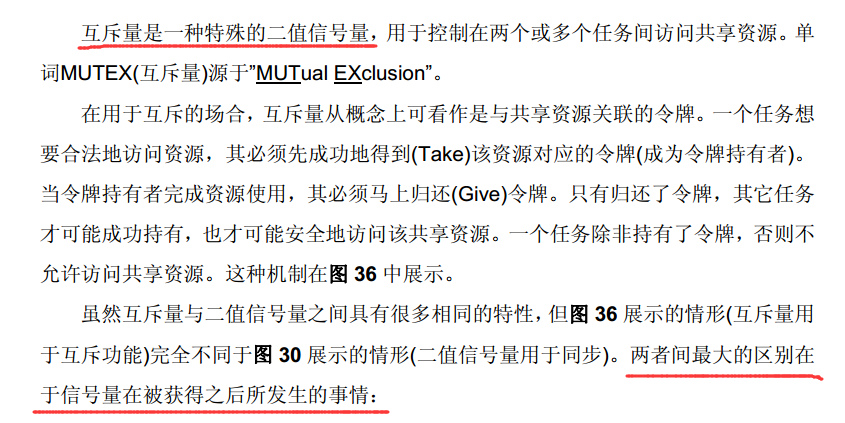 互斥量是一种特殊的二值信号量，用于控制在两个或多个任务间访问共享资源。单
词MUTEX(互斥量)源于”MUTual EXclusion”。
在用于互斥的场合，互斥量从概念上可看作是与共享资源关联的令牌。一个任务想
要合法地访问资源，其必须先成功地得到(Take)该资源对应的令牌(成为令牌持有者)。
当令牌持有者完成资源使用，其必须马上归还(Give)令牌。只有归还了令牌，其它任务
才可能成功持有，也才可能安全地访问该共享资源。一个任务除非持有了令牌，否则不
允许访问共享资源。这种机制在图 36 中展示。
虽然互斥量与二值信号量之间具有很多相同的特性，但图 36 展示的情形(互斥量用
于互斥功能)完全不同于图 30 展示的情形(二值信号量用于同步)。两者间最大的区别在
于信号量在被获得之后所发生的事情：